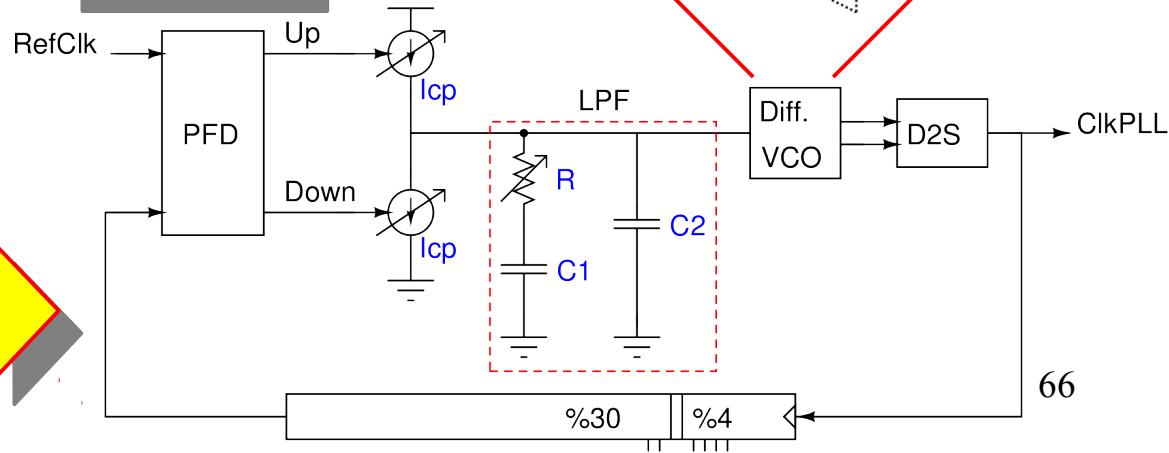 RefClk
Up
Icp
PFD
LPF
Diff.
VCO
D2S
ClkPLL
Down
R
C2
Icp
C1
66
%30
%4